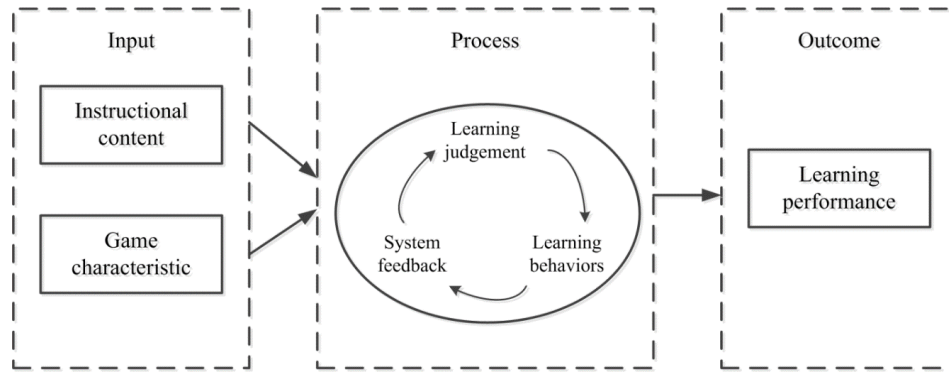 Input
Instructional
content
Game
characteristic
Process
Learning
judgement
System
feedback
Learning
behaviors
Outcome
Learning
performance